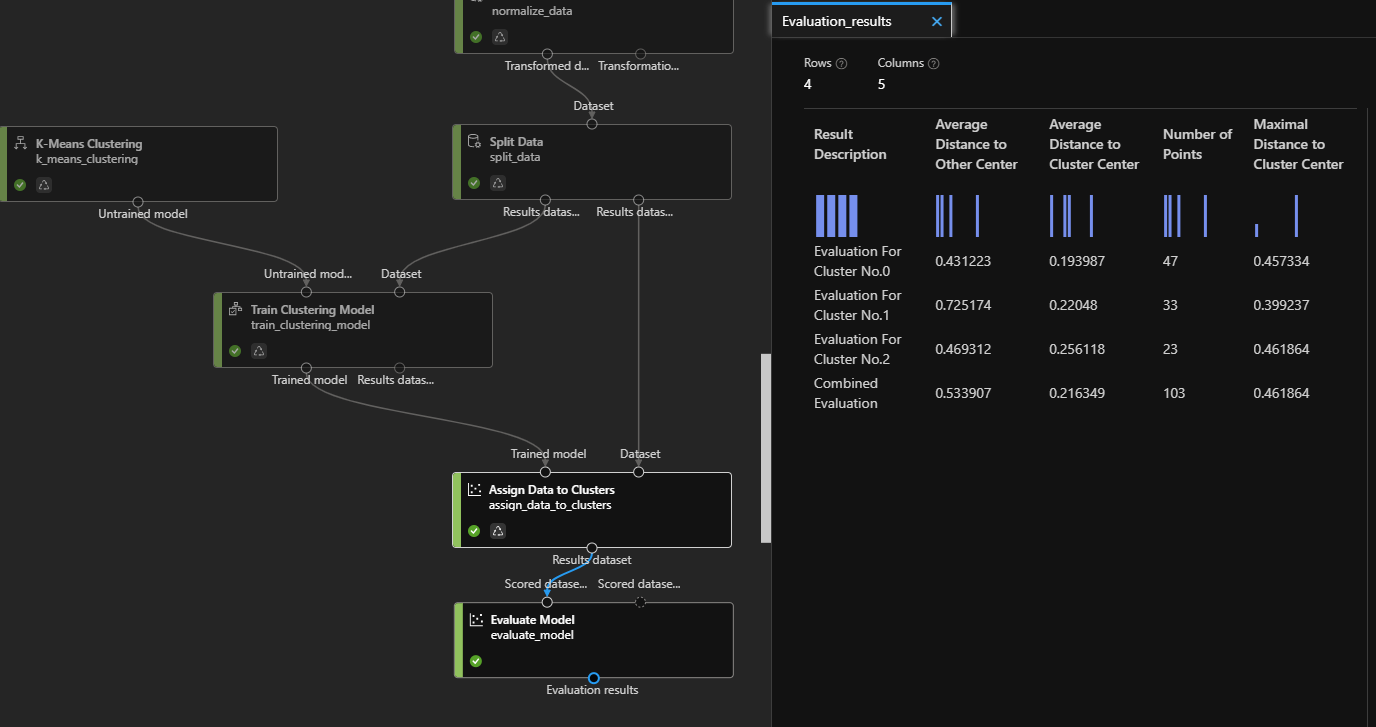 normalize_data
Transformed d...
Transformatio...
Dataset
K-Means Clustering
k_means_clustering
Split Data
split_data
Untrained model
Results datas...
Results datas...
Untrained mod...
Dataset
Train Clustering Model
train_clustering_model
Trained model
Results datas...
Trained model
Dataset
Assign Data to Clusters
assign_data_to_clusters
Results dataset
Scored datase...
Scored datase...
Evaluate Model
evaluate_model
Evaluation results
Evaluation_results
Rows
Columns
4
5
Result
Description
Average
Distance to
Other Center
Average
Distance to
Cluster Center
Number of
Points
Maximal
Distance to
Cluster Center
Evaluation For
Cluster No.0
0.431223
0.193987
47
0.457334
Evaluation For
Cluster No.1
0.725174
0.22048
33
0.399237
Evaluation For
Cluster No.2
0.469312
0.256118
23
0.461864
Combined
Evaluation
0.533907
0.216349
103
0.461864